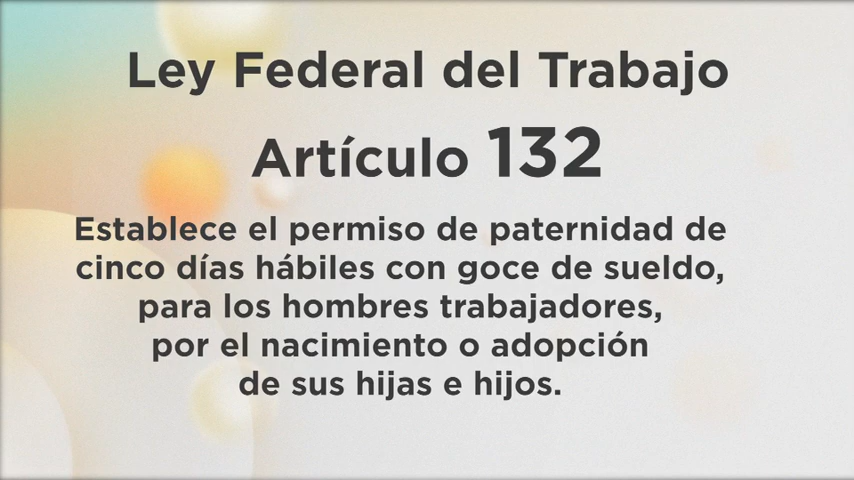 Ley Federal del Trabajo
Artículo 132
Establece el permiso de paternidad de
cinco días hábiles con goce de sueldo,
para los hombres trabajadores,
por el nacimiento o adopción
de sus hijas e hijos.